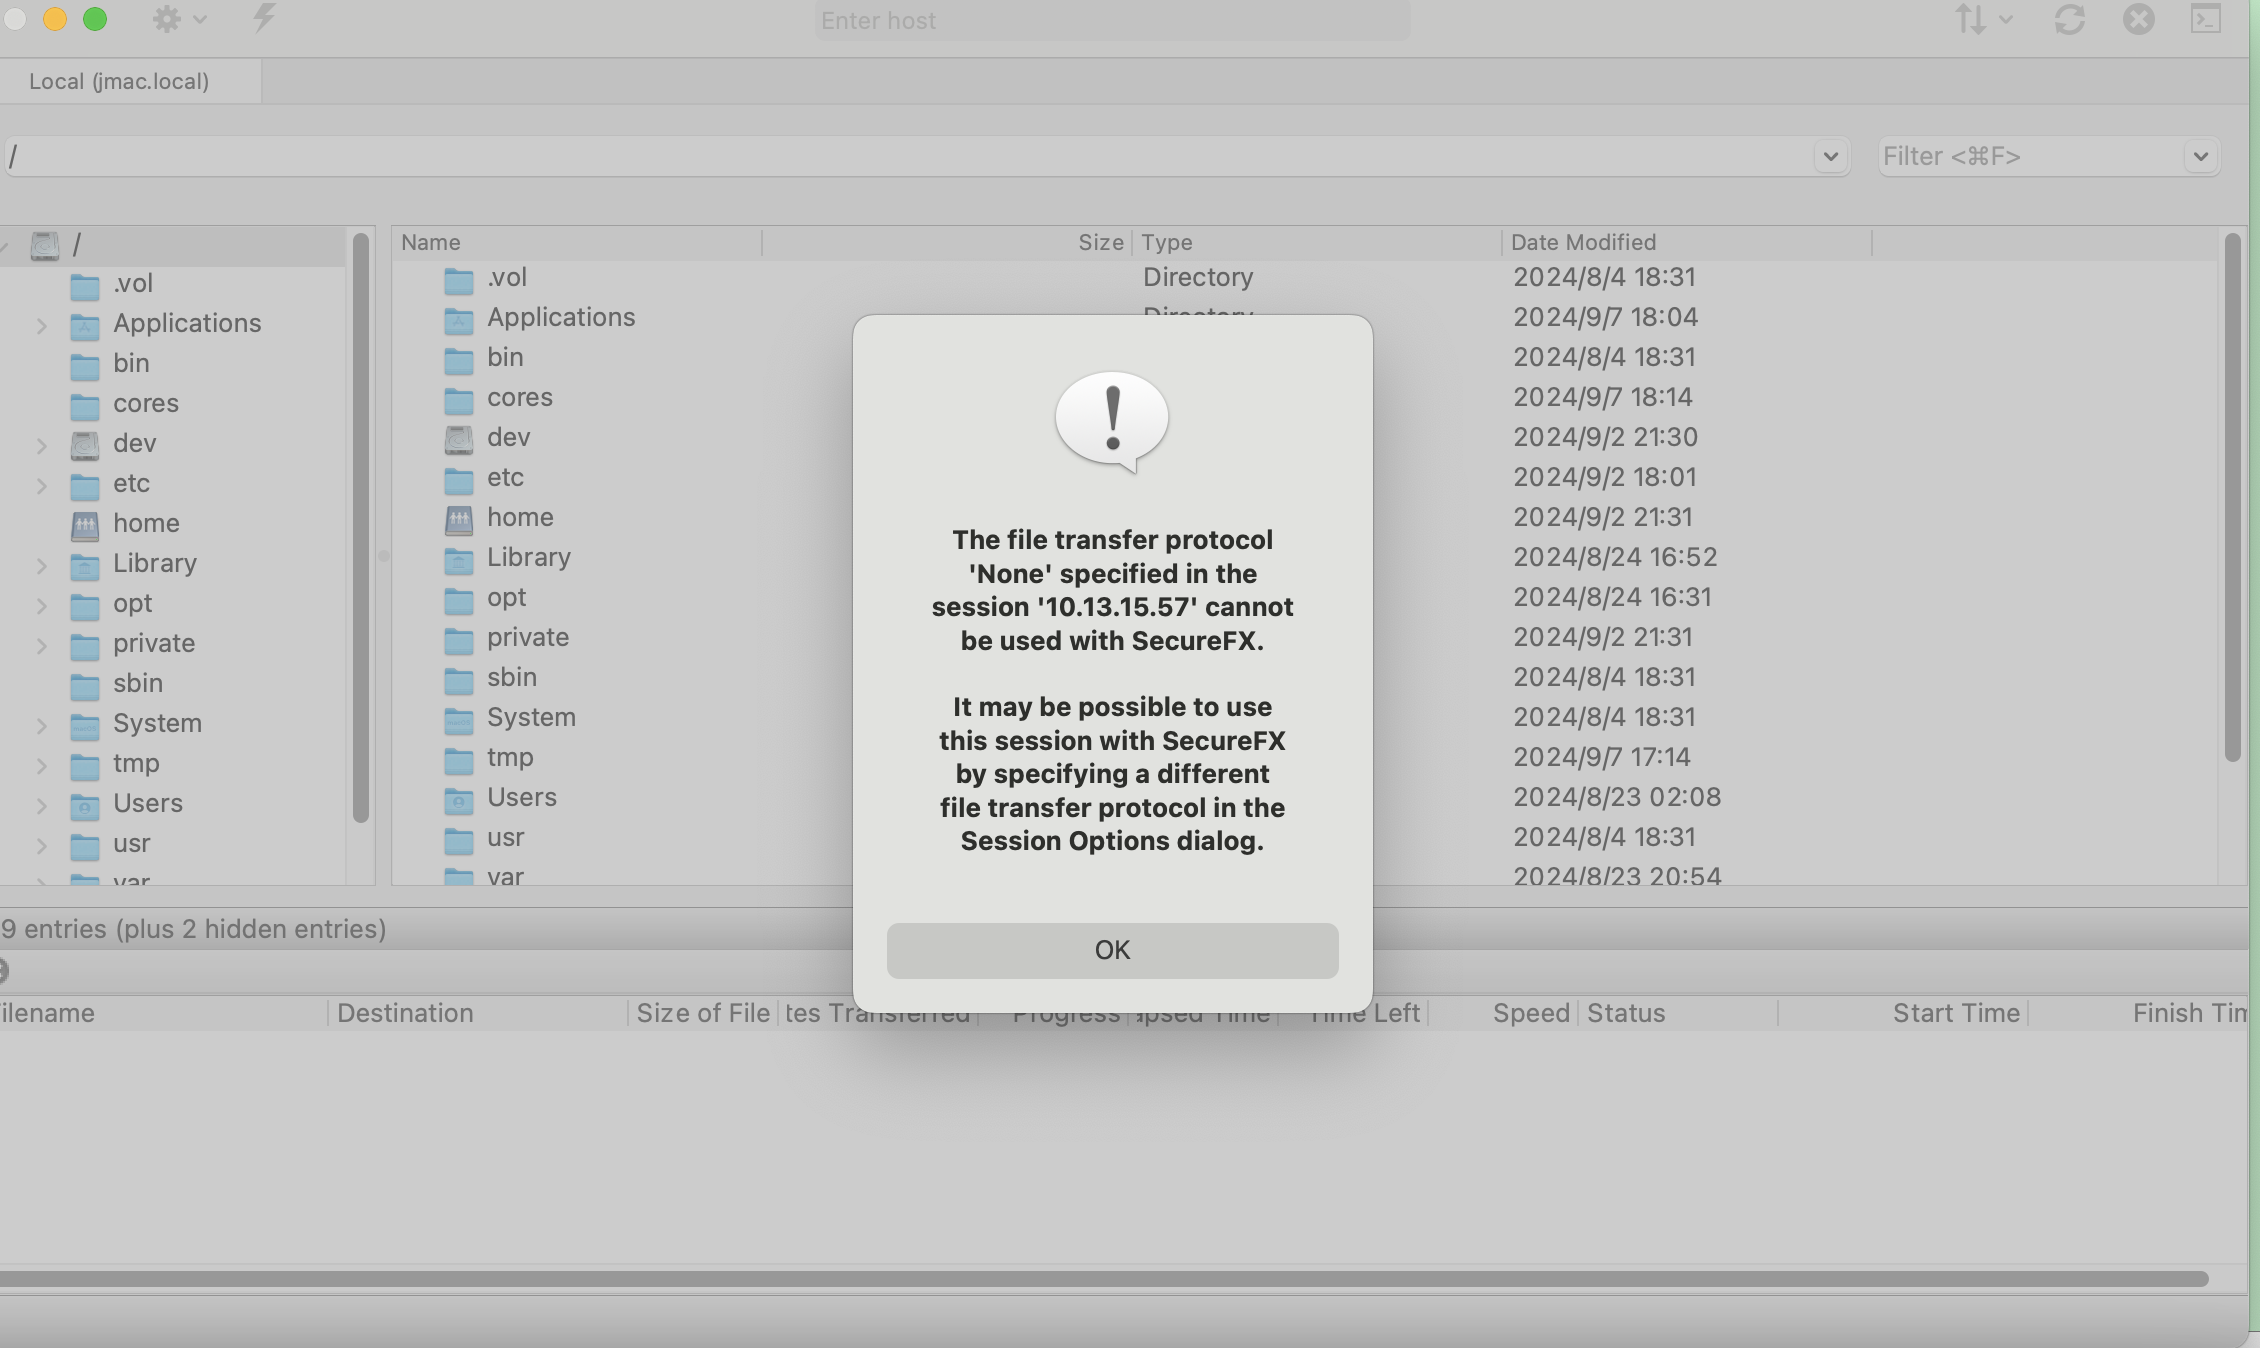 Enter host
Local (jmac.local)
/
Filter <⌘F>
/
.vol
Applications
bin
cores
dev
etc
home
Library
opt
private
sbin
System
tmp
Users
usr
var
Name Size Type Date Modified
.vol Directory 2024/8/4 18:31
Applications Directory 2024/9/7 18:04
bin 2024/8/4 18:31
cores 2024/9/7 18:14
dev 2024/9/2 21:30
etc 2024/9/2 18:01
home 2024/9/2 21:31
Library 2024/8/24 16:52
opt 2024/8/24 16:31
private 2024/9/2 21:31
sbin 2024/8/4 18:31
System 2024/8/4 18:31
tmp 2024/9/7 17:14
Users 2024/8/23 02:08
usr 2024/8/4 18:31
var 2024/8/23 20:54
The file transfer protocol
'None' specified in the
session '10.13.15.57' cannot
be used with SecureFX.
It may be possible to use
this session with SecureFX
by specifying a different
file transfer protocol in the
Session Options dialog.
OK
9 entries (plus 2 hidden entries)
ilename Destination Size of File tes Transferred Progress apsed Time Time Left Speed Status Start Time Finish Tim